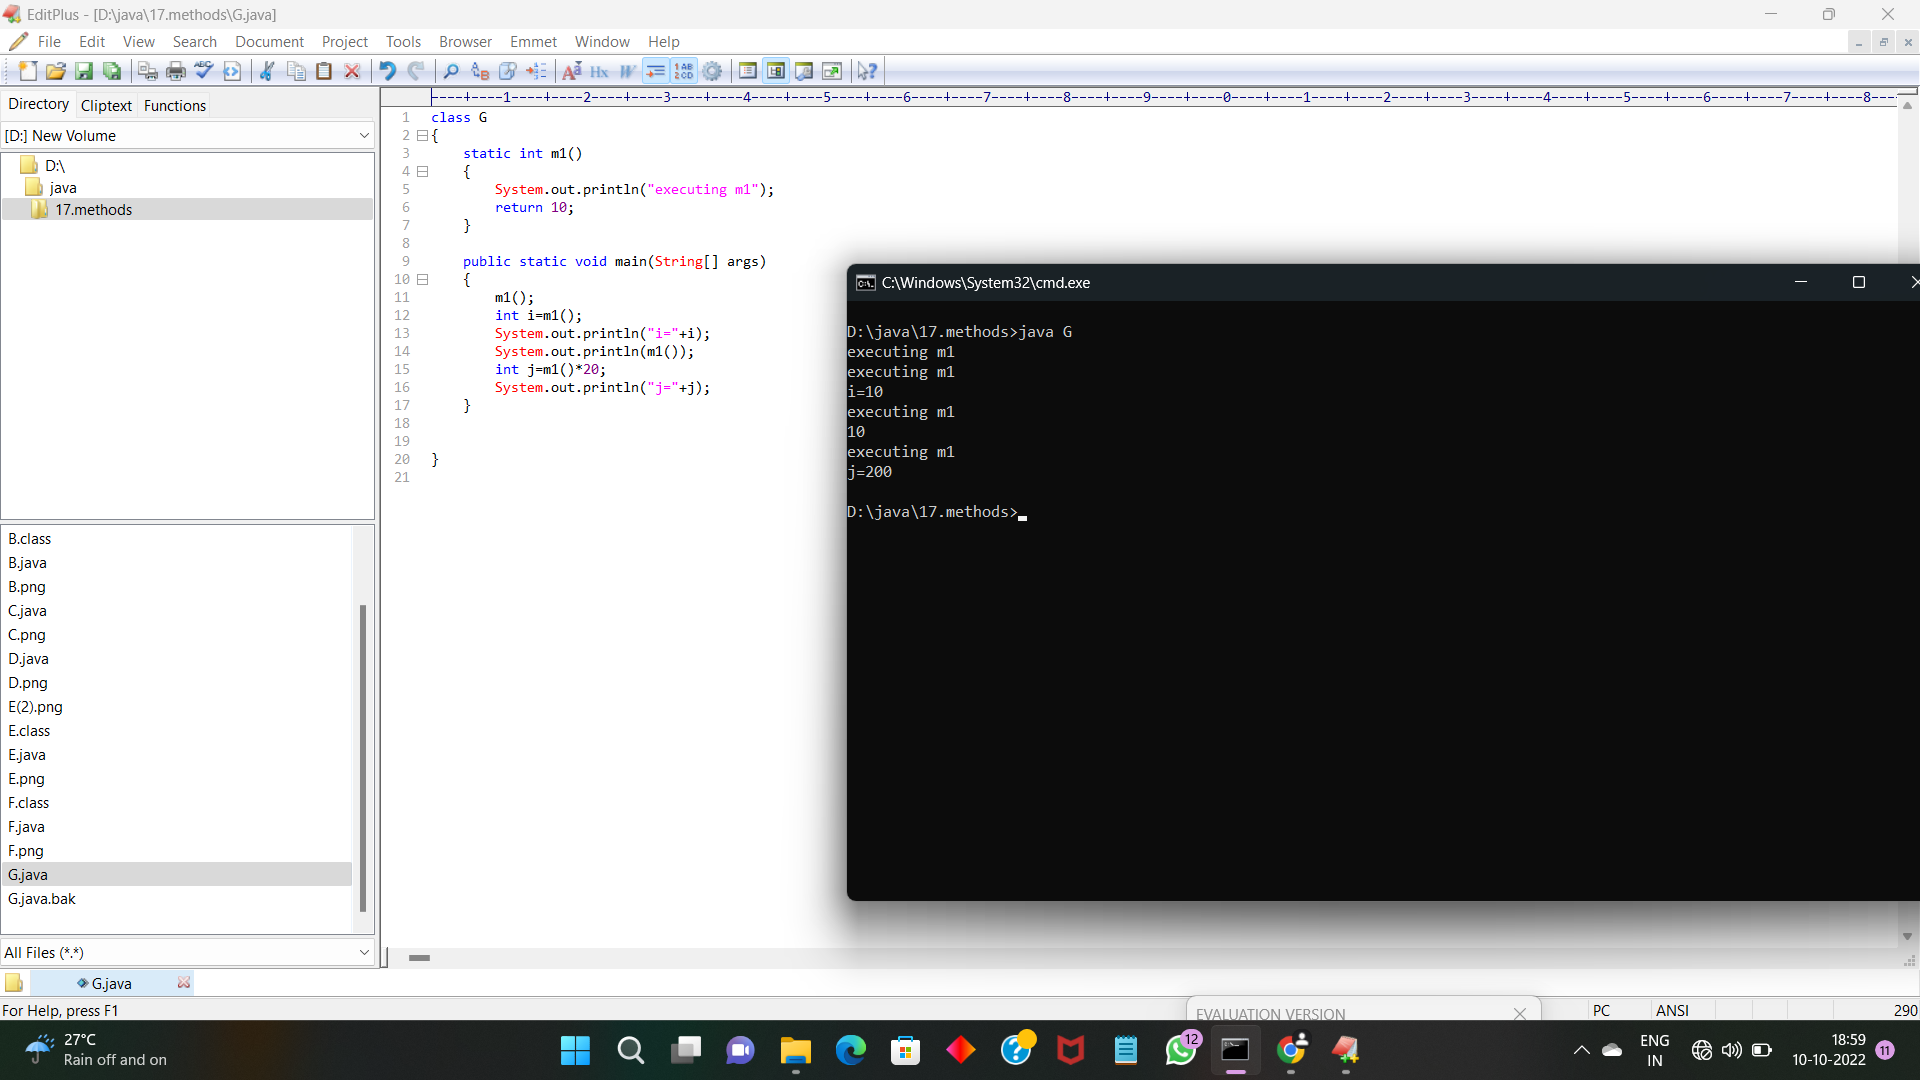 EditPlus - [D:\java\17.methods\G.java]
File Edit View Search Document Project Tools Browser Emmet Window Help
Directory Cliptext Functions
[D:] New Volume
D:\
java
17.methods
B.class
B.java
B.png
C.java
C.png
D.java
D.png
E(2).png
E.class
E.java
E.png
F.class
F.java
F.png
G.java
G.java.bak
All Files (*.*)
----+----1----+----2----+----3----+----4----+----5----+----6----+----7----+----8----+----9----+----0----+----1----+----2----+----3----+----4----+----5----+----6----+----7----+----8---
1 class G
2 {
3 static int m1()
4 {
5 System.out.println("executing m1");
6 return 10;
7 }
8
9 public static void main(String[] args)
10 {
11 m1();
12 int i=m1();
13 System.out.println("i="+i);
14 System.out.println(m1());
15 int j=m1()*20;
16 System.out.println("j="+j);
17 }
18
19
20 }
21
C:\Windows\System32\cmd.exe
D:\java\17.methods>java G
executing m1
executing m1
i=10
executing m1
10
executing m1
j=200
D:\java\17.methods>
G.java
For Help, press F1
EVALUATION VERSION
PC ANSI 290
27°C
Rain off and on
12
ENG
IN
18:59
10-10-2022
11